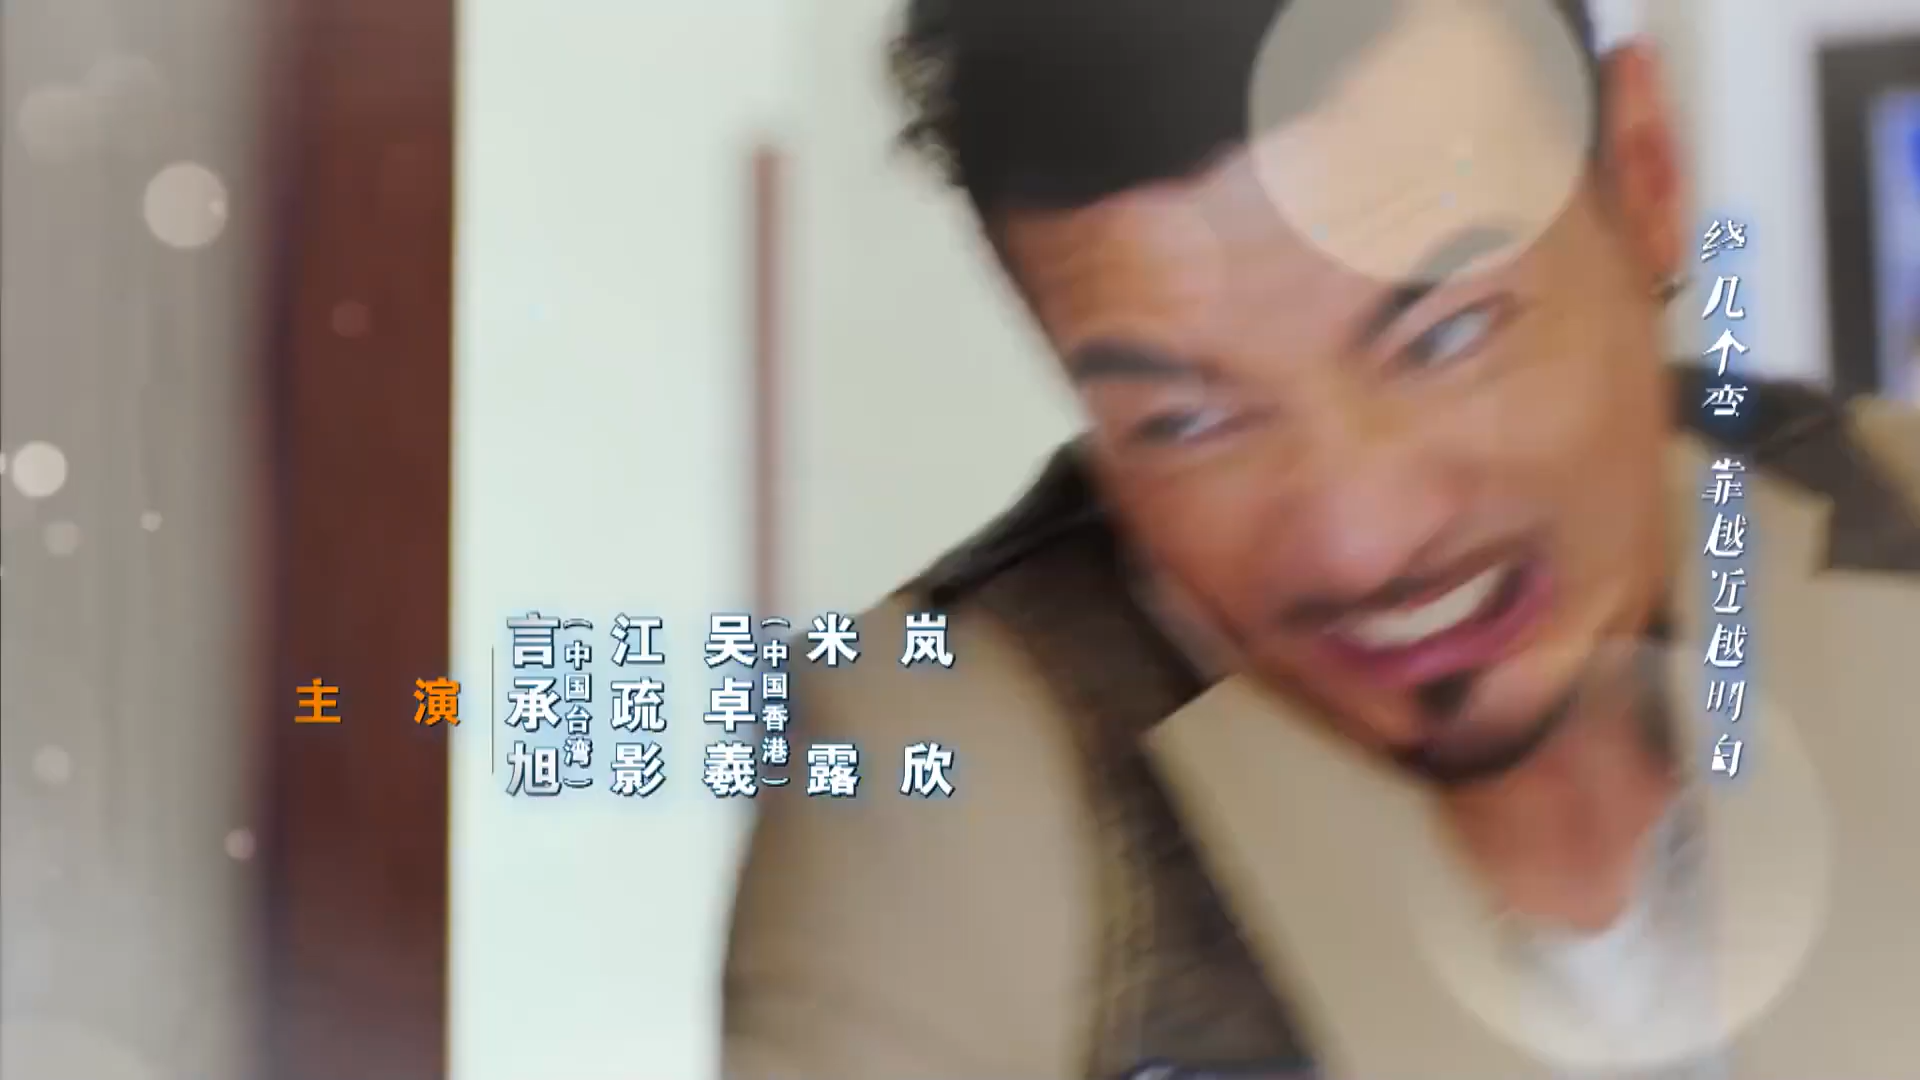 主演
言承旭(中国台湾)
江疏影
吴卓羲(中国香港)
米露
岚欣
绕几个弯 靠越近越明白